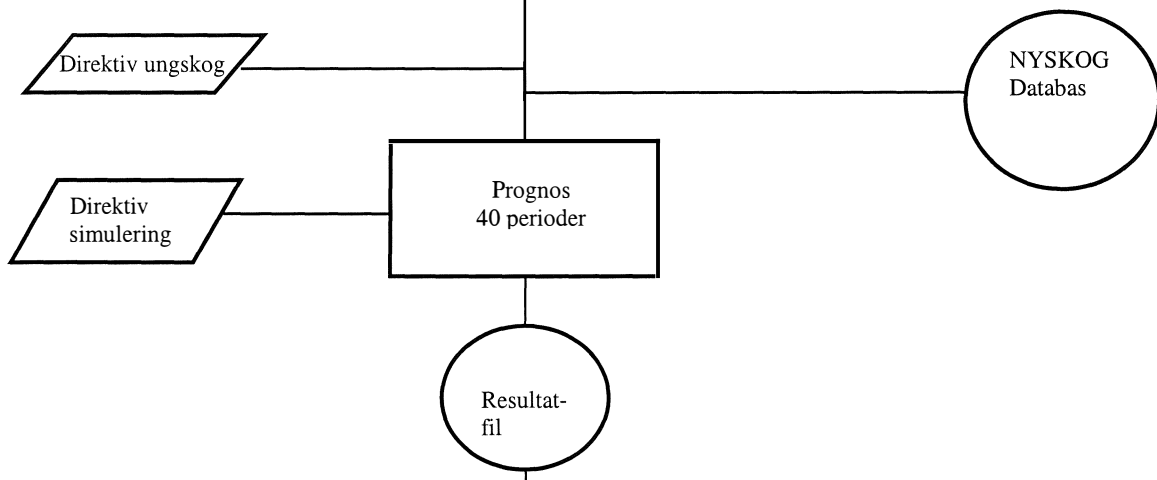 Direktiv ungskog
NYSKOG
Databas
Prognos
40 perioder
Direktiv
simulering
Resultat-
fil